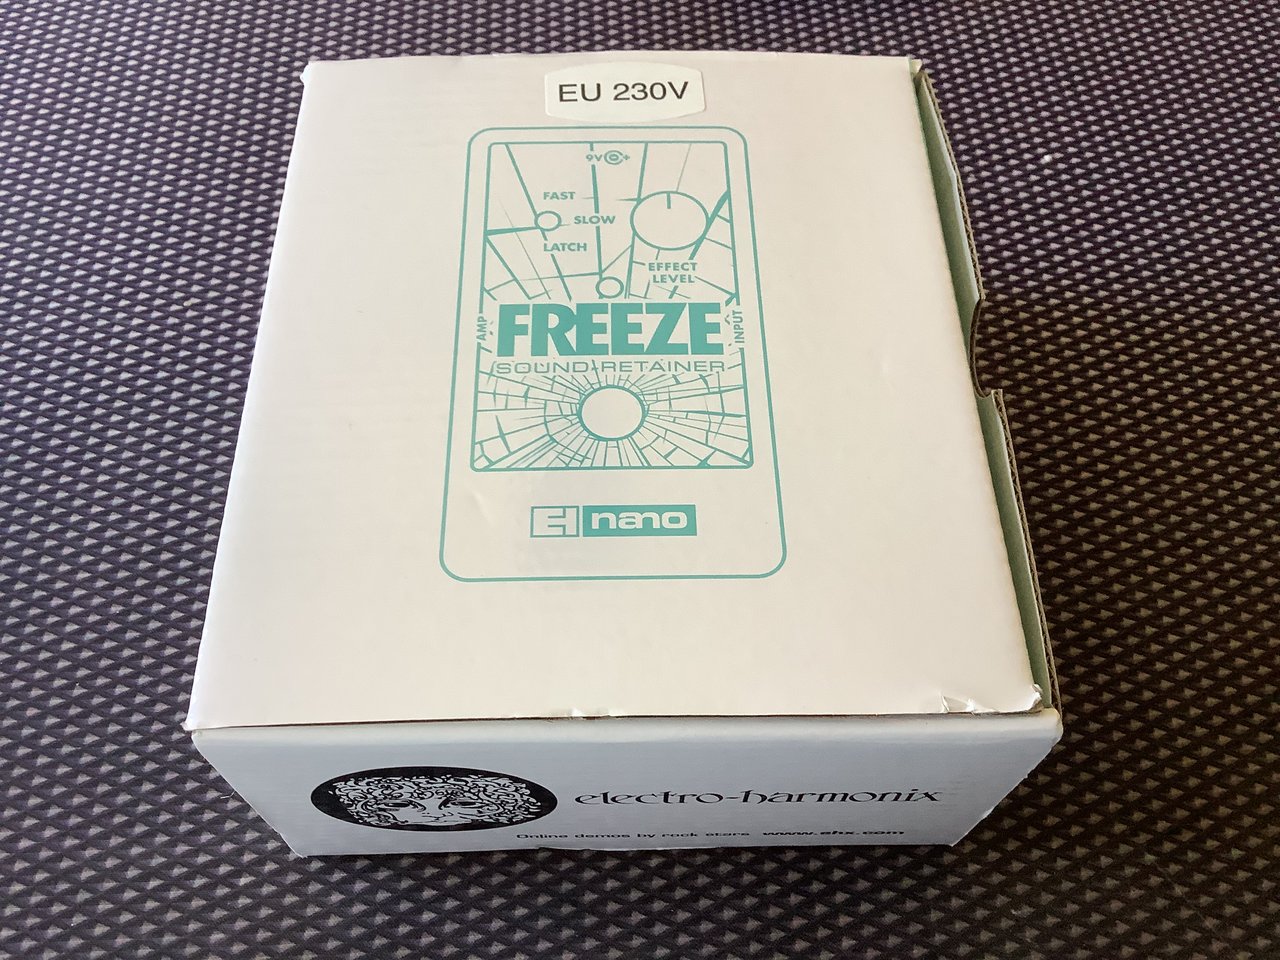 EU 230V
9V
FAST
SLOW
LATCH
EFFECT
LEVEL
AMP
FREEZE
INPUT
SOUND RETAINER
EH nano
electro-harmonix
Online demos by rock stars www.ehx.com